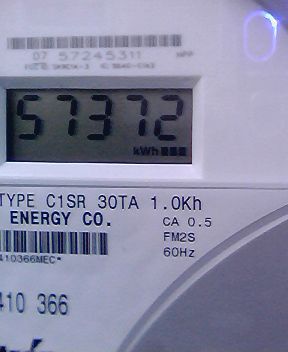 07 57245311
57372
kWh
TYPE C1SR 30TA 1.0Kh
ENERGY CO.
CA 0.5
FM2S
60Hz
410366MEC*
410 366